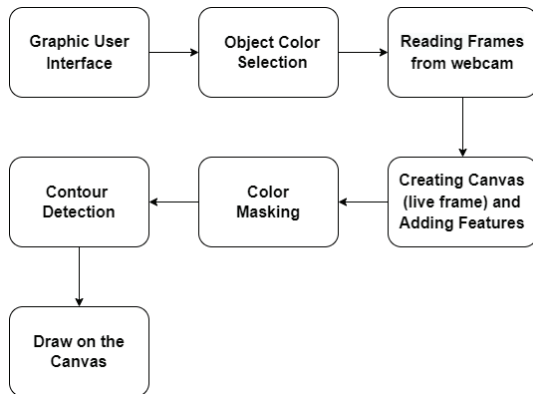 Graphic User
Interface
Object Color
Selection
Reading Frames
from webcam
Creating Canvas
(live frame) and
Adding Features
Color
Masking
Contour
Detection
Draw on the
Canvas